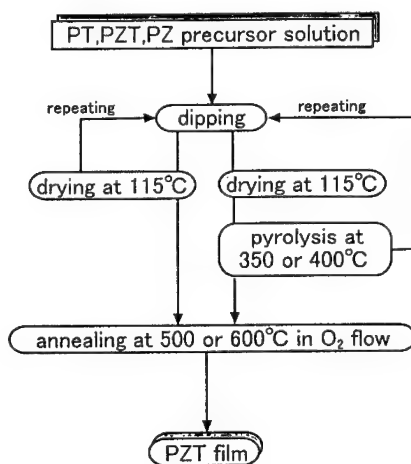 PT,PZT,PZ precursor solution
repeating
repeating
dipping
drying at 115°C
drying at 115°C
pyrolysis at
350 or 400°C
annealing at 500 or 600°C in O₂ flow
PZT film